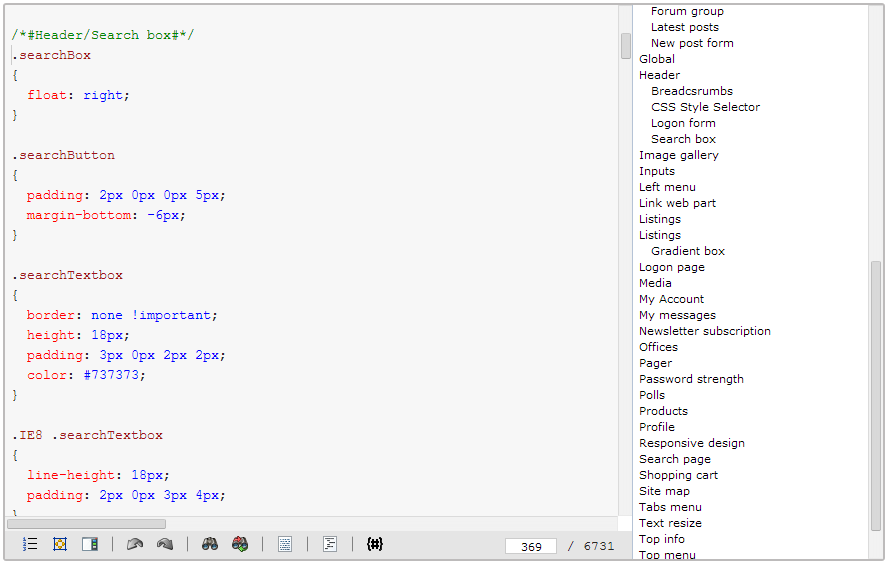 /*#Header/Search box#*/
.searchBox
{
float: right;
}
.searchButton
{
padding: 2px 0px 0px 5px;
margin-bottom: -6px;
}
.searchTextbox
{
border: none !important;
height: 18px;
padding: 3px 0px 2px 2px;
color: #737373;
}
.IE8 .searchTextbox
{
line-height: 18px;
padding: 2px 0px 3px 4px;
}
{#}
369 / 6731
Forum group
Latest posts
New post form
Global
Header
Breadcsrumbs
CSS Style Selector
Logon form
Search box
Image gallery
Inputs
Left menu
Link web part
Listings
Listings
Gradient box
Logon page
Media
My Account
My messages
Newsletter subscription
Offices
Pager
Password strength
Polls
Products
Profile
Responsive design
Search page
Shopping cart
Site map
Tabs menu
Text resize
Top info
Top menu